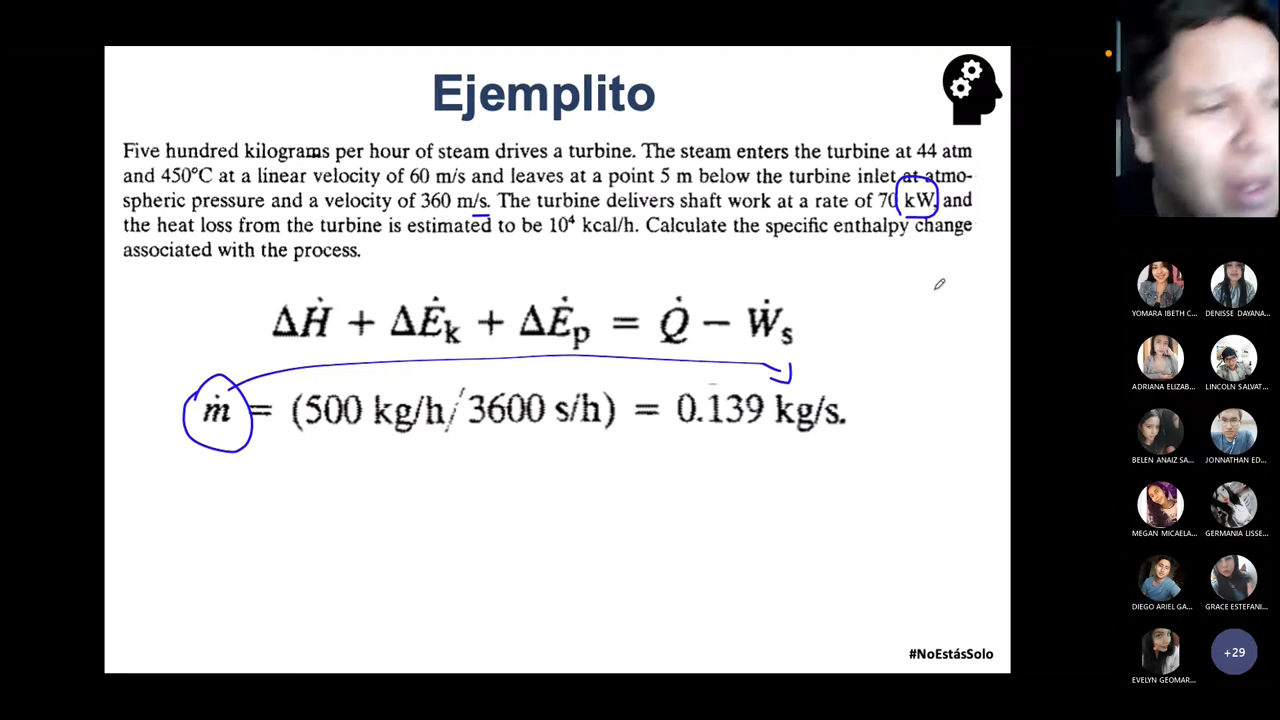 Ejemplito
Five hundred kilograms per hour of steam drives a turbine. The steam enters the turbine at 44 atm
and 450°C at a linear velocity of 60 m/s and leaves at a point 5 m below the turbine inlet at atmo-
spheric pressure and a velocity of 360 m/s. The turbine delivers shaft work at a rate of 70 kW, and
the heat loss from the turbine is estimated to be 10⁴ kcal/h. Calculate the specific enthalpy change
associated with the process.
ΔḢ + ΔĖk + ΔĖp = Q̇ − Ẇs
ṁ = (500 kg/h/3600 s/h) = 0.139 kg/s.
#NoEstásSolo
YOMARA IBETH C... DENISSE DAYANA...
ADRIANA ELIZAB... LINCOLN SALVAT...
BELEN ANAIZ SA... JONNATHAN ED...
MEGAN MICAELA... GERMANIA LISSE...
DIEGO ARIEL GA... GRACE ESTEFANI...
EVELYN GEOMAR... +29